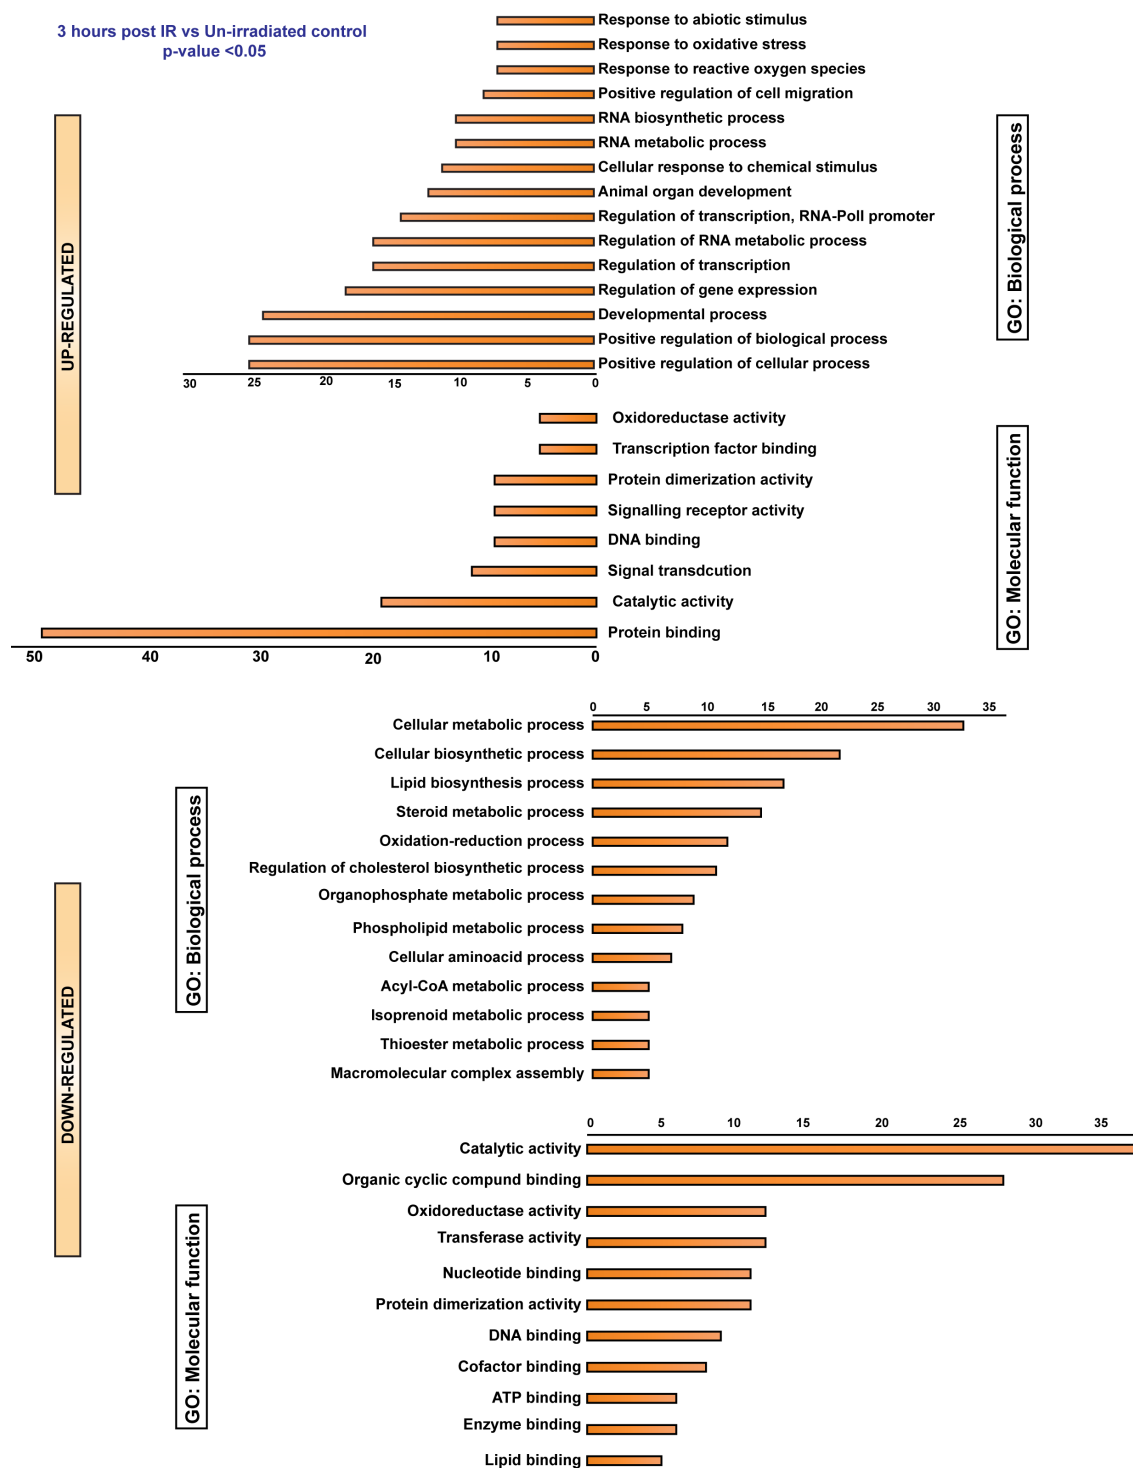 3 hours post IR vs Un-irradiated control
p-value <0.05
UP-REGULATED
GO: Biological process
Response to abiotic stimulus
Response to oxidative stress
Response to reactive oxygen species
Positive regulation of cell migration
RNA biosynthetic process
RNA metabolic process
Cellular response to chemical stimulus
Animal organ development
Regulation of transcription, RNA-PolI promoter
Regulation of RNA metabolic process
Regulation of transcription
Regulation of gene expression
Developmental process
Positive regulation of biological process
Positive regulation of cellular process
30 25 20 15 10 5 0
GO: Molecular function
Oxidoreductase activity
Transcription factor binding
Protein dimerization activity
Signalling receptor activity
DNA binding
Signal transdcution
Catalytic activity
Protein binding
50 40 30 20 10 0
DOWN-REGULATED
GO: Biological process
0 5 10 15 20 25 30 35
Cellular metabolic process
Cellular biosynthetic process
Lipid biosynthesis process
Steroid metabolic process
Oxidation-reduction process
Regulation of cholesterol biosynthetic process
Organophosphate metabolic process
Phospholipid metabolic process
Cellular aminoacid process
Acyl-CoA metabolic process
Isoprenoid metabolic process
Thioester metabolic process
Macromolecular complex assembly
GO: Molecular function
0 5 10 15 20 25 30 35
Catalytic activity
Organic cyclic compund binding
Oxidoreductase activity
Transferase activity
Nucleotide binding
Protein dimerization activity
DNA binding
Cofactor binding
ATP binding
Enzyme binding
Lipid binding